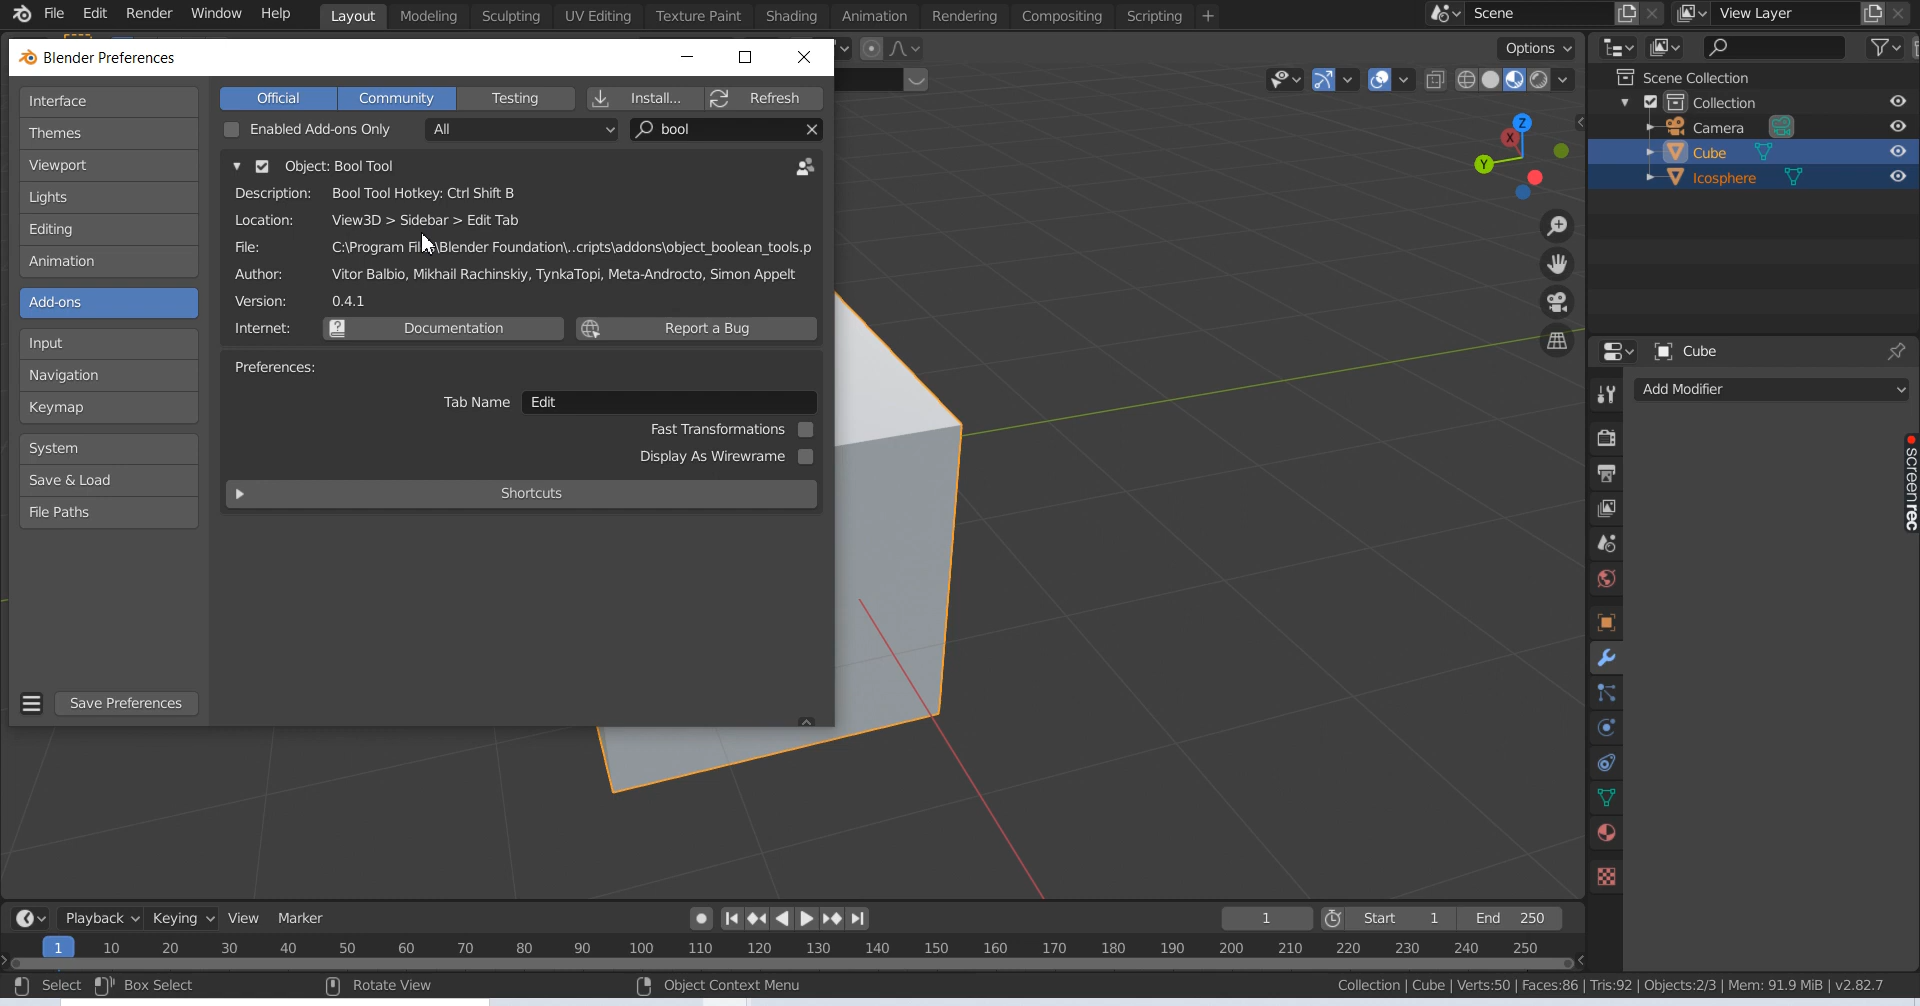 File Edit Render Window Help Layout Modeling Sculpting UV Editing Texture Paint Shading Animation Rendering Compositing Scripting + Scene View Layer
Blender Preferences
Options
Interface
Themes
Viewport
Lights
Editing
Animation
Add-ons
Input
Navigation
Keymap
System
Save & Load
File Paths
Save Preferences
Official Community Testing Install... Refresh
Enabled Add-ons Only All bool
Object: Bool Tool
Description: Bool Tool Hotkey: Ctrl Shift B
Location: View3D > Sidebar > Edit Tab
File: C:\Program \Blender Foundation\..cripts\addons\object_boolean_tools.p
Author: Vitor Balbio, Mikhail Rachinskiy, TynkaTopi, Meta-Androcto, Simon Appelt
Version: 0.4.1
Internet: Documentation Report a Bug
Preferences:
Tab Name Edit
Fast Transformations
Display As Wirewrame
Shortcuts
Z
X
Y
Scene Collection
Collection
Camera
Cube
Icosphere
Cube
Add Modifier
screenrec
Playback Keying View Marker 1 Start 1 End 250
1 10 20 30 40 50 60 70 80 90 100 110 120 130 140 150 160 170 180 190 200 210 220 230 240 250
Select Box Select Rotate View Object Context Menu Collection | Cube | Verts:50 | Faces:86 | Tris:92 | Objects:2/3 | Mem: 91.9 MiB | v2.82.7